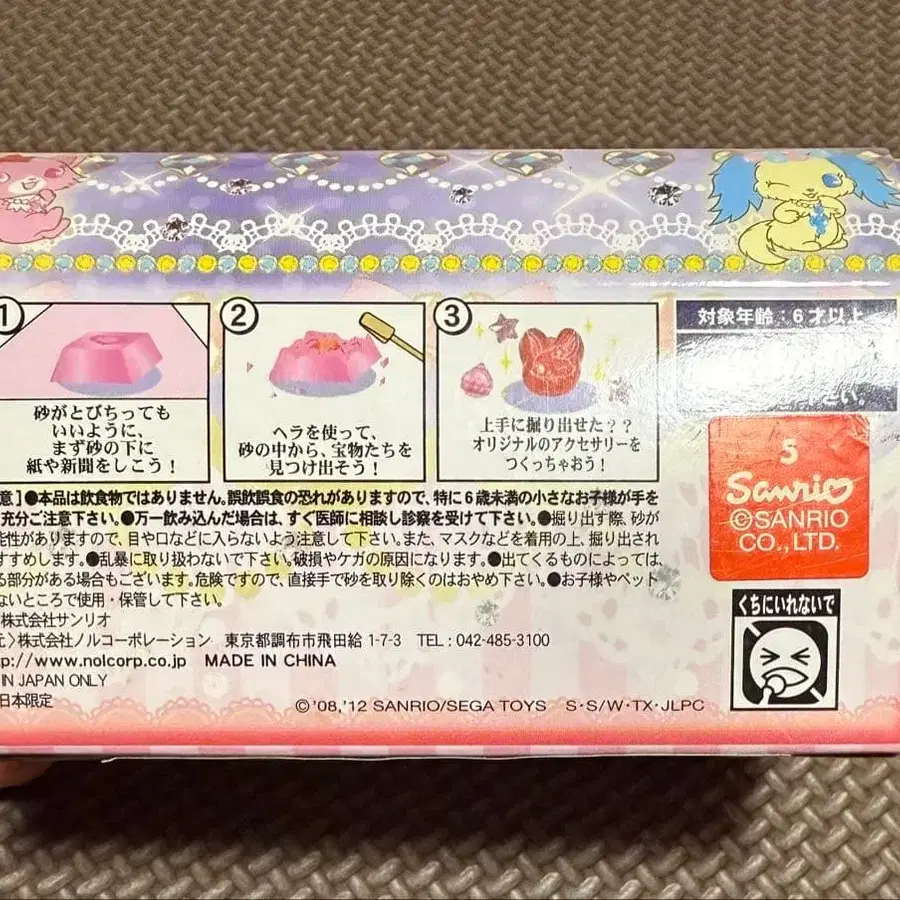 1
砂がとびちっても
いいように、
まず砂の下に
紙や新聞をしこう!
2
ヘラを使って、
砂の中から、宝物たちを
見つけ出そう!
3
上手に掘り出せた??
オリジナルのアクセサリーを
つくっちゃおう!
対象年齢:6才以上
5
Sanrio
©SANRIO
CO.,LTD.
くちにいれないで
意]●本品は飲食物ではありません。誤飲誤食の恐れがありますので、特に6歳未満の小さなお子様が手を
充分ご注意下さい。●万一飲み込んだ場合は、すぐ医師に相談し診察を受けて下さい。●掘り出す際、砂が
能性がありますので、目や口などに入らないよう注意して下さい。また、マスクなどを着用の上、掘り出され
すすめします。●乱暴に取り扱わないで下さい。破損やケガの原因になります。●出てくるものによっては、
る部分がある場合もございます。危険ですので、直接手で砂を取り除くのはおやめ下さい。●お子様やペット
ないところで使用・保管して下さい。
株式会社サンリオ
元〉株式会社ノルコーポレーション 東京都調布市飛田給 1-7-3 TEL:042-485-3100
tp://www.nolcorp.co.jp MADE IN CHINA
IN JAPAN ONLY
日本限定
©'08,'12 SANRIO/SEGA TOYS S・S/W・TX・JLPC